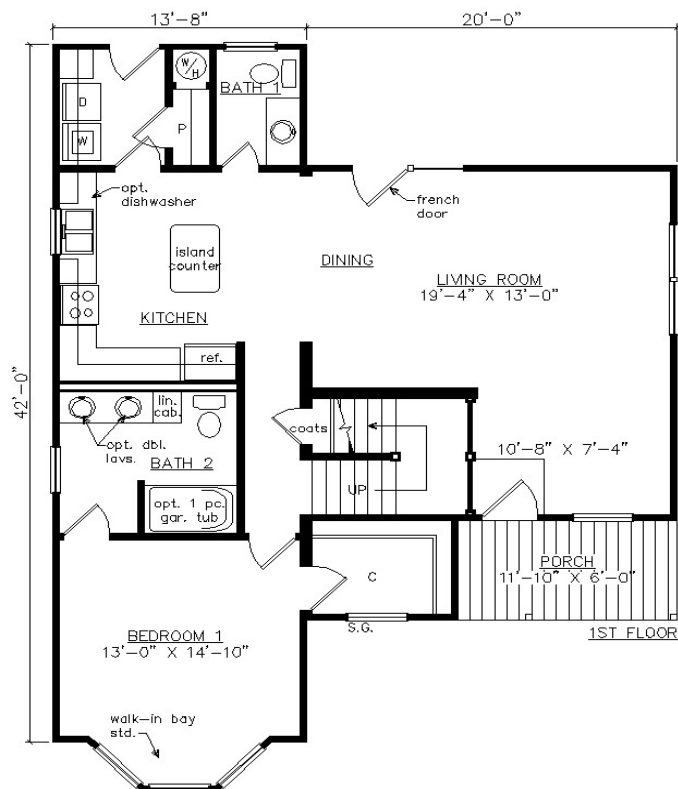 13'-8"
20'-0"
W/H
BATH 1
D
P
W
opt.
dishwasher
french
door
island
counter
DINING
LIVING ROOM
19'-4" X 13'-0"
KITCHEN
ref.
42'-0"
lin.
cab.
coats
opt. dbl.
lavs.
BATH 2
10'-8" X 7'-4"
UP
opt. 1 pc.
gar. tub
C
PORCH
11'-10" X 6'-0"
S.G.
1ST FLOOR
BEDROOM 1
13'-0" X 14'-10"
walk-in bay
std.